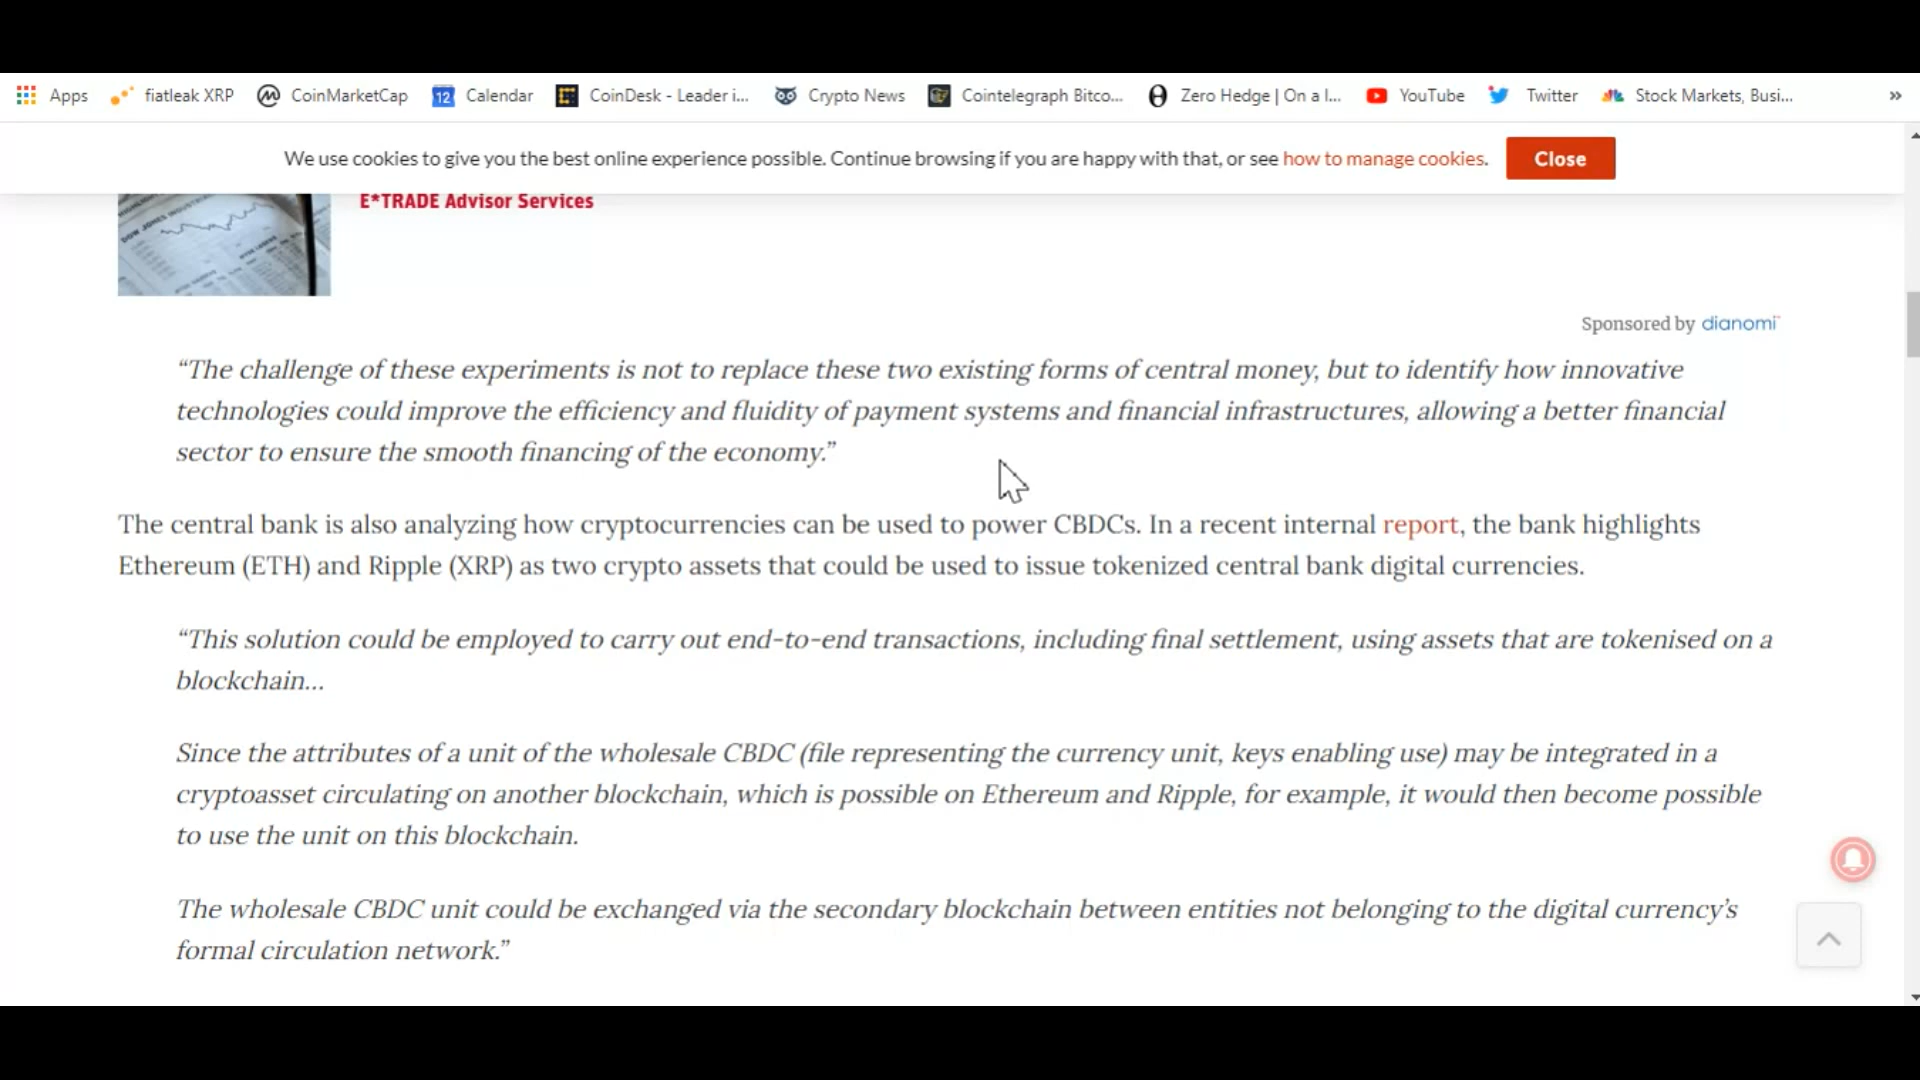 Apps fiatleak XRP CoinMarketCap 12 Calendar CoinDesk - Leader i... Crypto News Cointelegraph Bitco... Zero Hedge | On a l... YouTube Twitter Stock Markets, Busi... »
We use cookies to give you the best online experience possible. Continue browsing if you are happy with that, or see how to manage cookies. Close
E*TRADE Advisor Services
DOW JONES INDUSTRIAL
Sponsored by dianomi
“The challenge of these experiments is not to replace these two existing forms of central money, but to identify how innovative
technologies could improve the efficiency and fluidity of payment systems and financial infrastructures, allowing a better financial
sector to ensure the smooth financing of the economy.”
The central bank is also analyzing how cryptocurrencies can be used to power CBDCs. In a recent internal report, the bank highlights
Ethereum (ETH) and Ripple (XRP) as two crypto assets that could be used to issue tokenized central bank digital currencies.
“This solution could be employed to carry out end-to-end transactions, including final settlement, using assets that are tokenised on a
blockchain…
Since the attributes of a unit of the wholesale CBDC (file representing the currency unit, keys enabling use) may be integrated in a
cryptoasset circulating on another blockchain, which is possible on Ethereum and Ripple, for example, it would then become possible
to use the unit on this blockchain.
The wholesale CBDC unit could be exchanged via the secondary blockchain between entities not belonging to the digital currency’s
formal circulation network.”